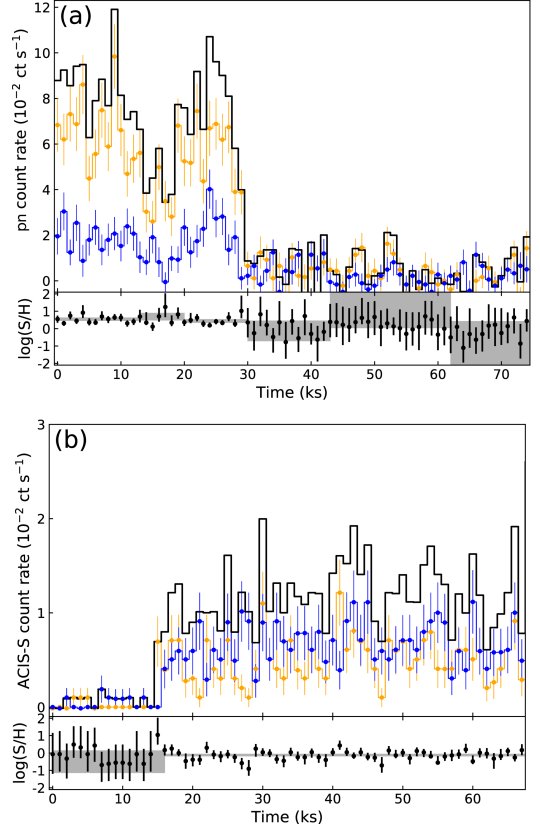 (a)
12
10
8
6
4
2
0
pn count rate (10⁻² ct s⁻¹)
2
1
0
-1
-2
log(S/H)
0 10 20 30 40 50 60 70
Time (ks)
(b)
3
2
1
0
ACIS-S count rate (10⁻² ct s⁻¹)
2
1
0
-1
-2
log(S/H)
0 10 20 30 40 50 60
Time (ks)